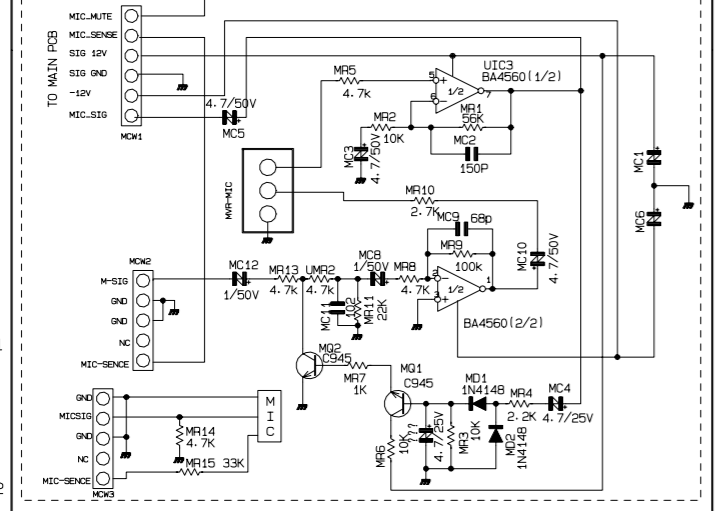 MIC_MUTE
MIC_SENSE
SIG 12V
SIG GND
-12V
MIC_SIG
TO MAIN PCB
MCW1
4.7/50V
MC5
MR5
4.7k
UIC3
BA4560(1/2)
5
6
7
1/2
MR2
10K
MR1
56K
MC2
150P
MC3
4.7/50V
MVR-MIC
MR10
2.7K
MC9
68p
MR9
100k
MC10
4.7/50V
MC1
MC6
MCW2
M-SIG
GND
GND
NC
MIC-SENCE
MC12
1/50V
MR13
4.7k
UMR2
4.7k
MC8
1/50V
MR8
4.7K
MC11
102
MR11
22K
2
3
1
1/2
BA4560(2/2)
MQ2
C945
MR7
1K
MQ1
C945
MD1
1N4148
MR4
2.2K
MC4
4.7/25V
MR6
10K
???
4.7/25V
MR3
10K
MD2
1N4148
GND
MICSIG
GND
NC
MIC-SENCE
MCW3
MIC
MR14
4.7K
MR15 33K